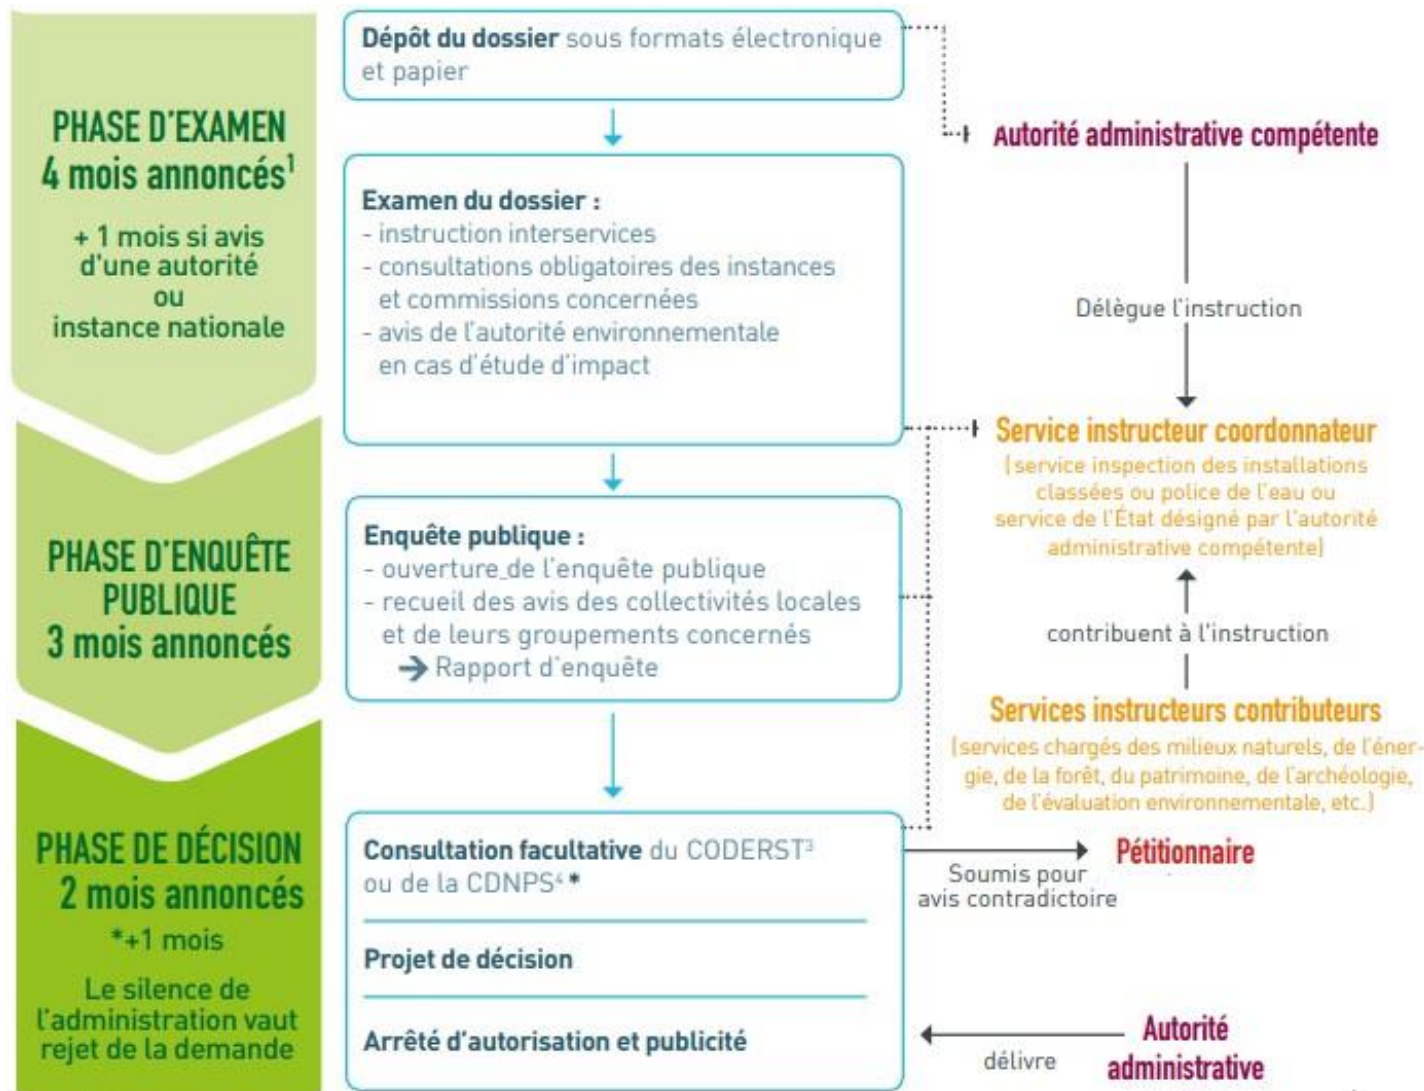 PHASE D'EXAMEN
4 mois annoncés¹
+ 1 mois si avis
d'une autorité
ou
instance nationale
Dépôt du dossier sous formats électronique
et papier
Examen du dossier :
- instruction interservices
- consultations obligatoires des instances
et commissions concernées
- avis de l'autorité environnementale
en cas d'étude d'impact
Autorité administrative compétente
Délègue l'instruction
Service instructeur coordonnateur
(service inspection des installations
classées ou police de l'eau ou
service de l'État désigné par l'autorité
administrative compétente)
PHASE D'ENQUÊTE
PUBLIQUE
3 mois annoncés
Enquête publique :
- ouverture de l'enquête publique
- recueil des avis des collectivités locales
et de leurs groupements concernés
→ Rapport d'enquête
contribuent à l'instruction
Services instructeurs contributeurs
(services chargés des milieux naturels, de l'éner-
gie, de la forêt, du patrimoine, de l'archéologie,
de l'évaluation environnementale, etc.)
PHASE DE DÉCISION
2 mois annoncés
*+1 mois
Le silence de
l'administration vaut
rejet de la demande
Consultation facultative du CODERST³
ou de la CDNPS⁴ *
Projet de décision
Arrêté d'autorisation et publicité
Soumis pour
avis contradictoire
Pétitionnaire
délivre
Autorité
administrative